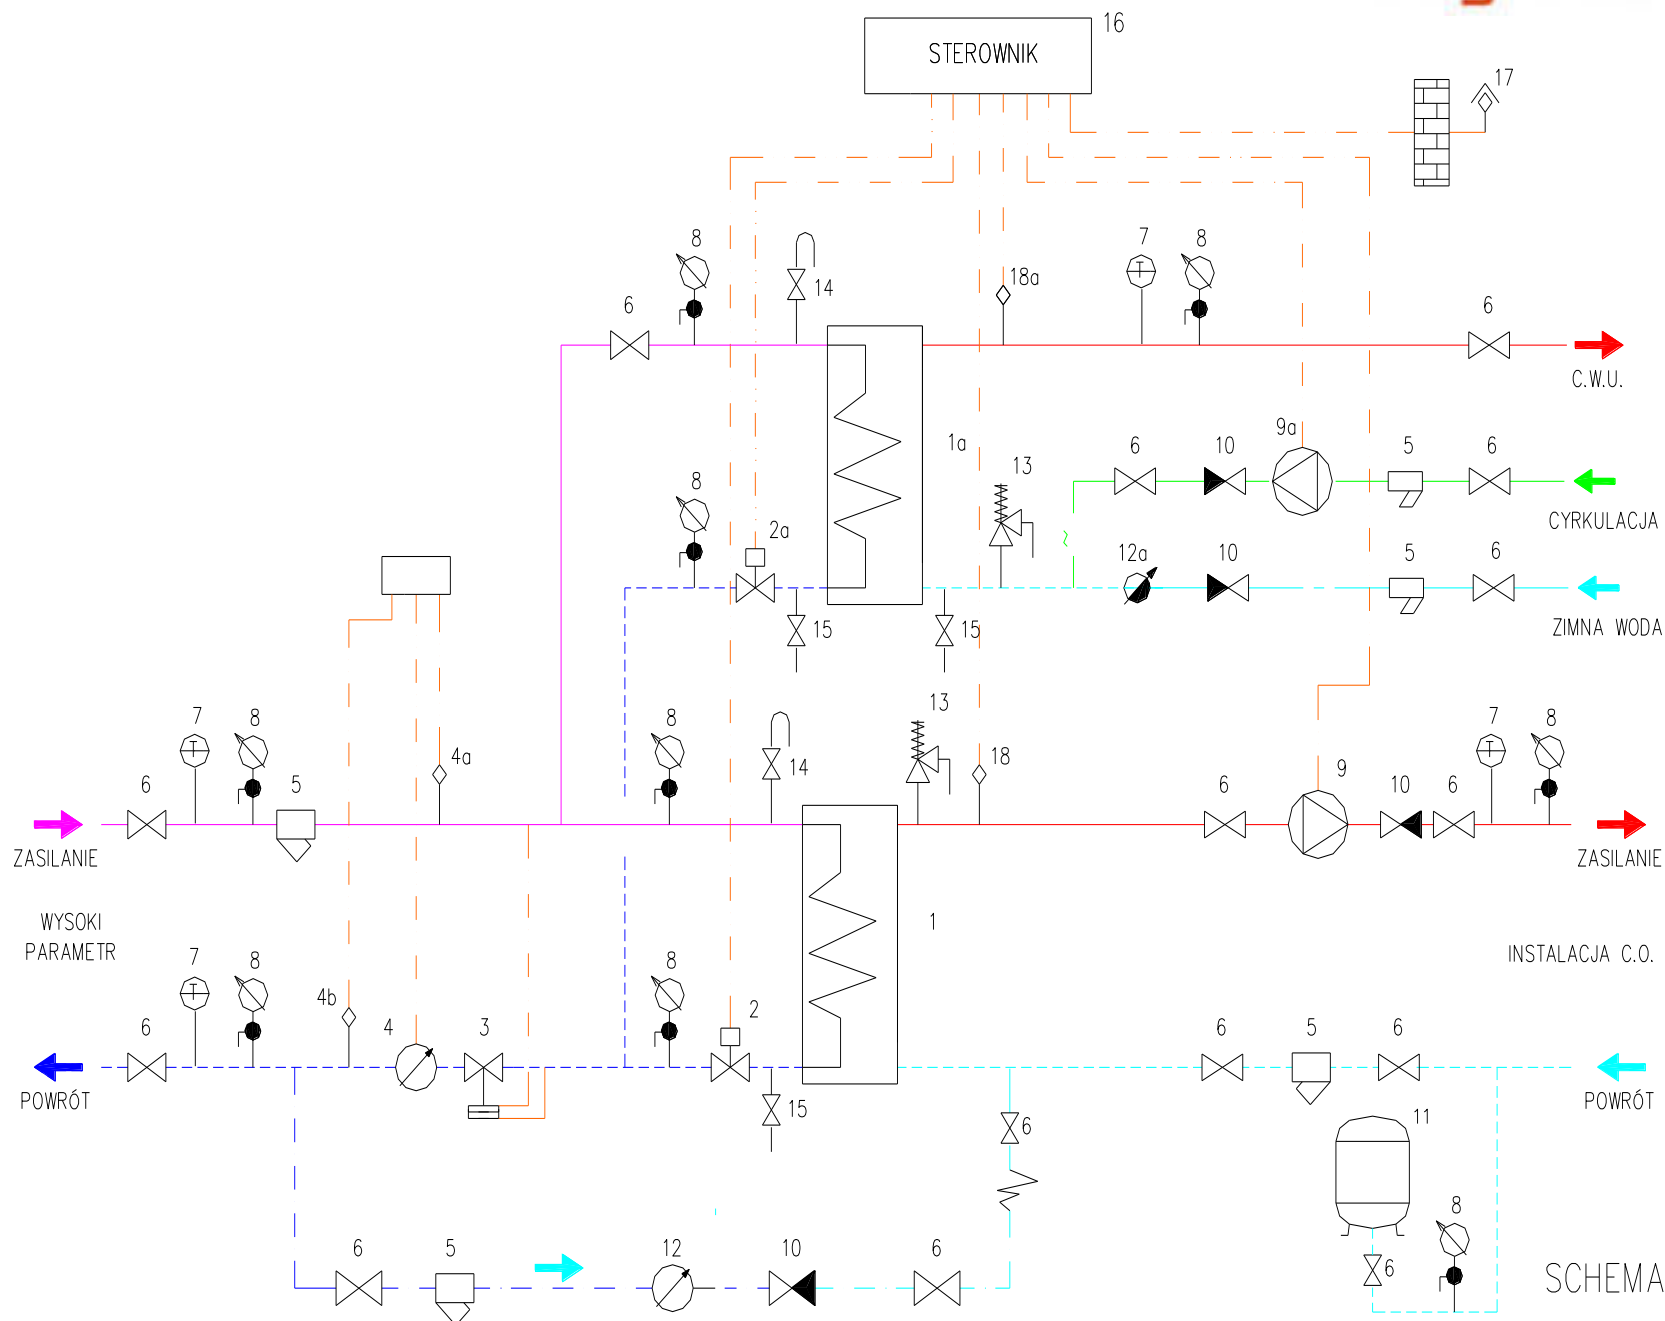 16
STEROWNIK
17
8
7
8
14
18a
6
6
C.W.U.
9a
6
10
5
6
1a
13
8
CYRKULACJA
2a
12a
10
5
6
15
15
ZIMNA WODA
7
8
8
13
7
8
4a
14
18
6
5
6
9
10
6
ZASILANIE
ZASILANIE
WYSOKI
PARAMETR
1
INSTALACJA C.O.
7
8
8
4b
2
6
4
3
6
5
6
POWRÓT
15
POWRÓT
11
6
T
T
T
T
8
6
5
12
10
6
6
SCHEMA